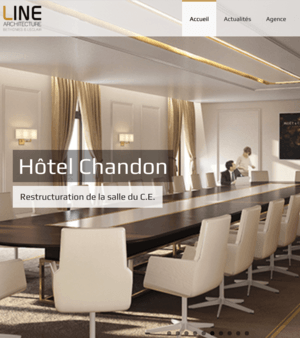 LINE
ARCHITECTURE
Accueil
Actualités
Agence
Hôtel Chandon
Restructuration de la salle du C.E.